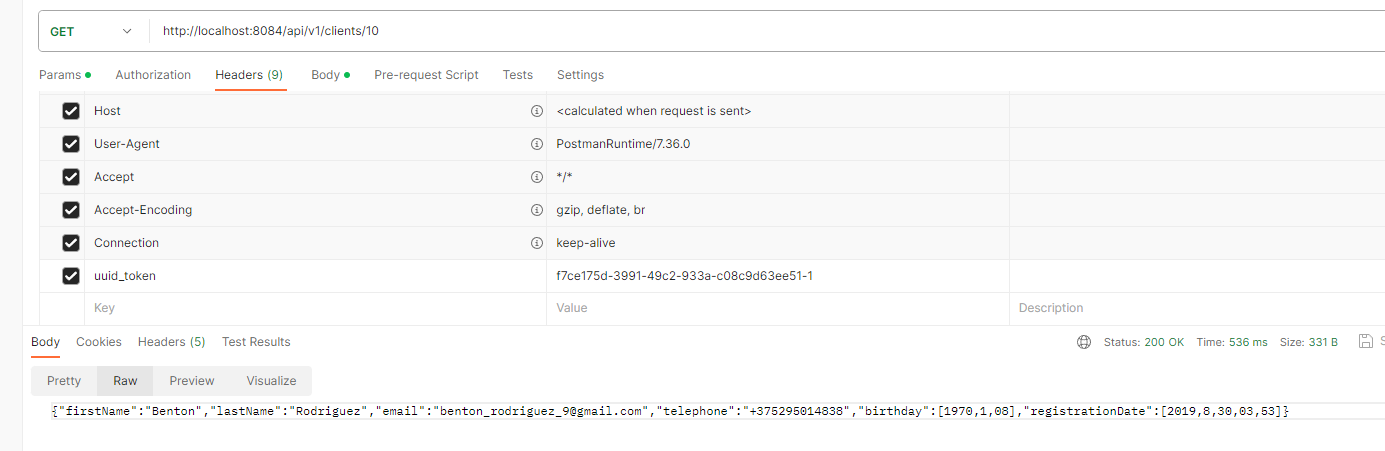 GET http://localhost:8084/api/v1/clients/10
Params Authorization Headers (9) Body Pre-request Script Tests Settings
Host <calculated when request is sent>
User-Agent PostmanRuntime/7.36.0
Accept */*
Accept-Encoding gzip, deflate, br
Connection keep-alive
uuid_token f7ce175d-3991-49c2-933a-c08c9d63ee51-1
Key Value Description
Body Cookies Headers (5) Test Results Status: 200 OK Time: 536 ms Size: 331 B
Pretty Raw Preview Visualize
{"firstName":"Benton","lastName":"Rodriguez","email":"benton_rodriguez_9@gmail.com","telephone":"+375295014838","birthday":[1970,1,08],"registrationDate":[2019,8,30,03,53]}